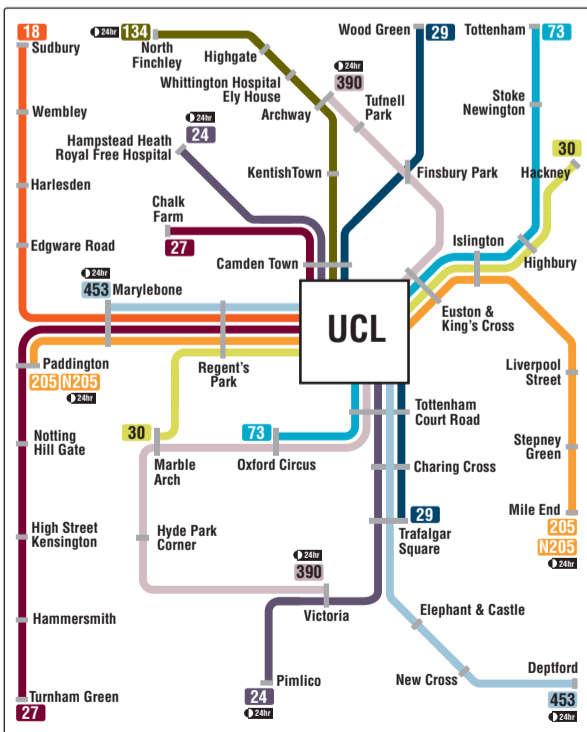 18
Sudbury
Wembley
Harlesden
Edgware Road
24hr
134
North
Finchley
Highgate
Whittington Hospital
Ely House
Archway
24hr
390
Tufnell
Park
Wood Green
29
Tottenham
73
Stoke
Newington
30
Hackney
24hr
24
Hampstead Heath
Royal Free Hospital
KentishTown
Finsbury Park
Chalk
Farm
27
Camden Town
Islington
Highbury
24hr
453
Marylebone
UCL
Euston &
King's Cross
Paddington
205
N205
24hr
Regent's
Park
Liverpool
Street
Stepney
Green
Mile End
205
N205
24hr
Notting
Hill Gate
30
Marble
Arch
73
Oxford Circus
Tottenham
Court Road
Charing Cross
29
Trafalgar
Square
High Street
Kensington
Hyde Park
Corner
24hr
390
Victoria
Hammersmith
Elephant & Castle
New Cross
Deptford
453
24hr
Turnham Green
27
Pimlico
24
24hr